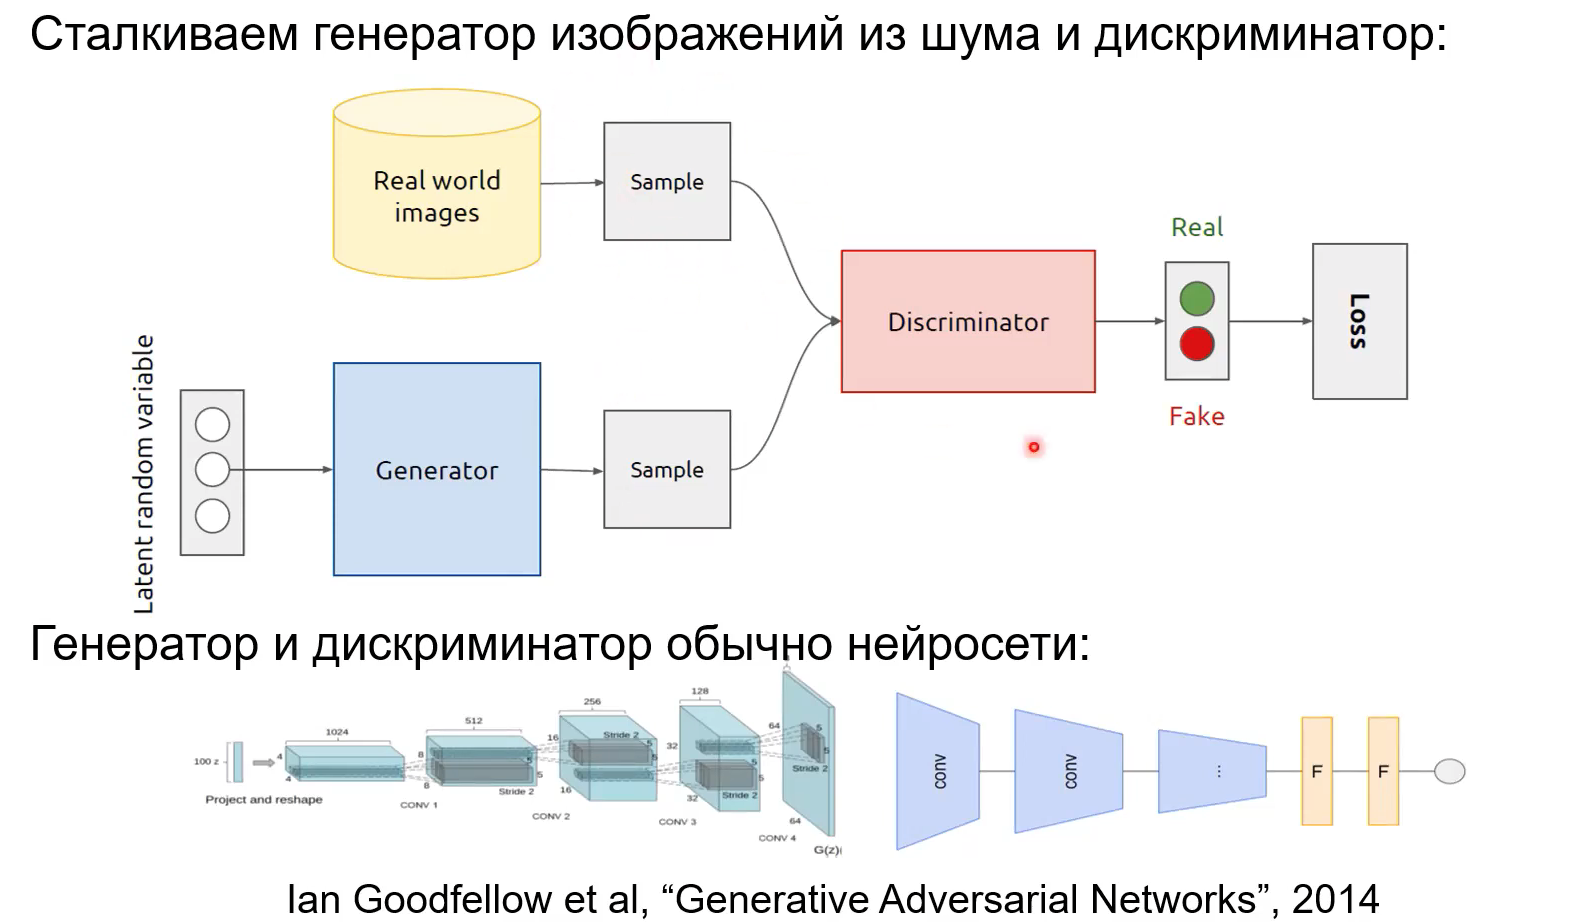 Сталкиваем генератор изображений из шума и дискриминатор:
Real world
images
Sample
Latent random variable
Generator
Sample
Discriminator
Real
Fake
Loss
Генератор и дискриминатор обычно нейросети:
100 z
Project and reshape
1024
4
4
512
8
8
5
5
Stride 2
CONV 1
256
16
16
Stride 2
5
5
CONV 2
128
32
32
5
5
Stride 2
CONV 3
64
64
5
5
Stride 2
CONV 4
G(z)
conv
conv
...
F
F
Ian Goodfellow et al, “Generative Adversarial Networks”, 2014